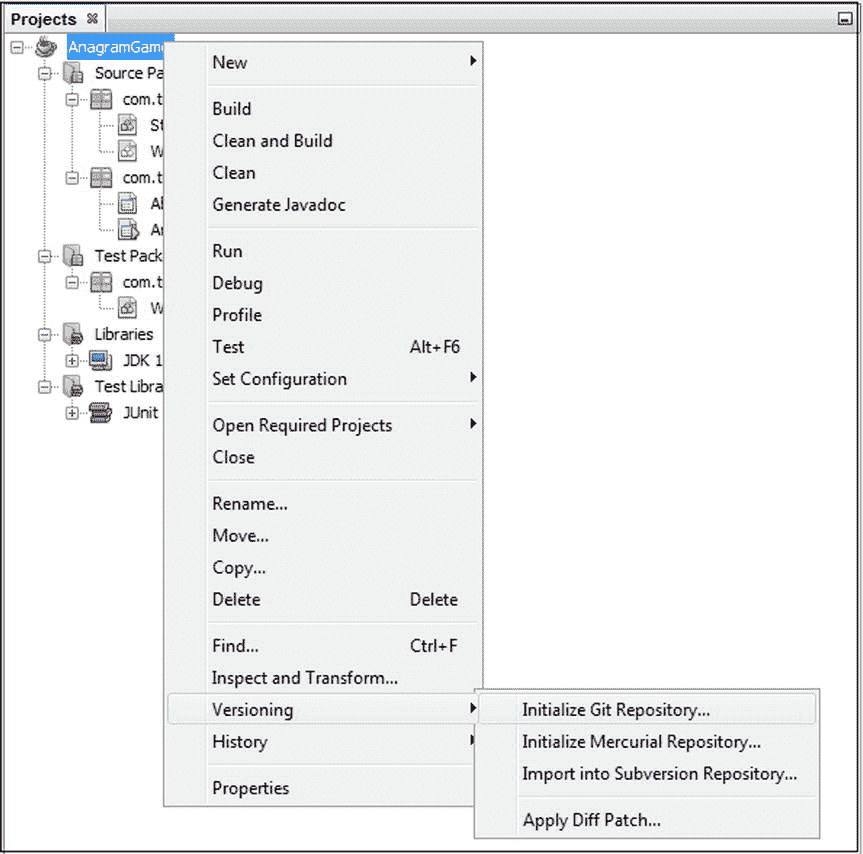 Projects
AnagramGame
Source Pa
com.t
St
W
com.t
Al
Ar
Test Pack
com.t
W
Libraries
JDK 1
Test Libra
JUnit
New
Build
Clean and Build
Clean
Generate Javadoc
Run
Debug
Profile
Test Alt+F6
Set Configuration
Open Required Projects
Close
Rename...
Move...
Copy...
Delete Delete
Find... Ctrl+F
Inspect and Transform...
Versioning
History
Properties
Initialize Git Repository...
Initialize Mercurial Repository...
Import into Subversion Repository...
Apply Diff Patch...